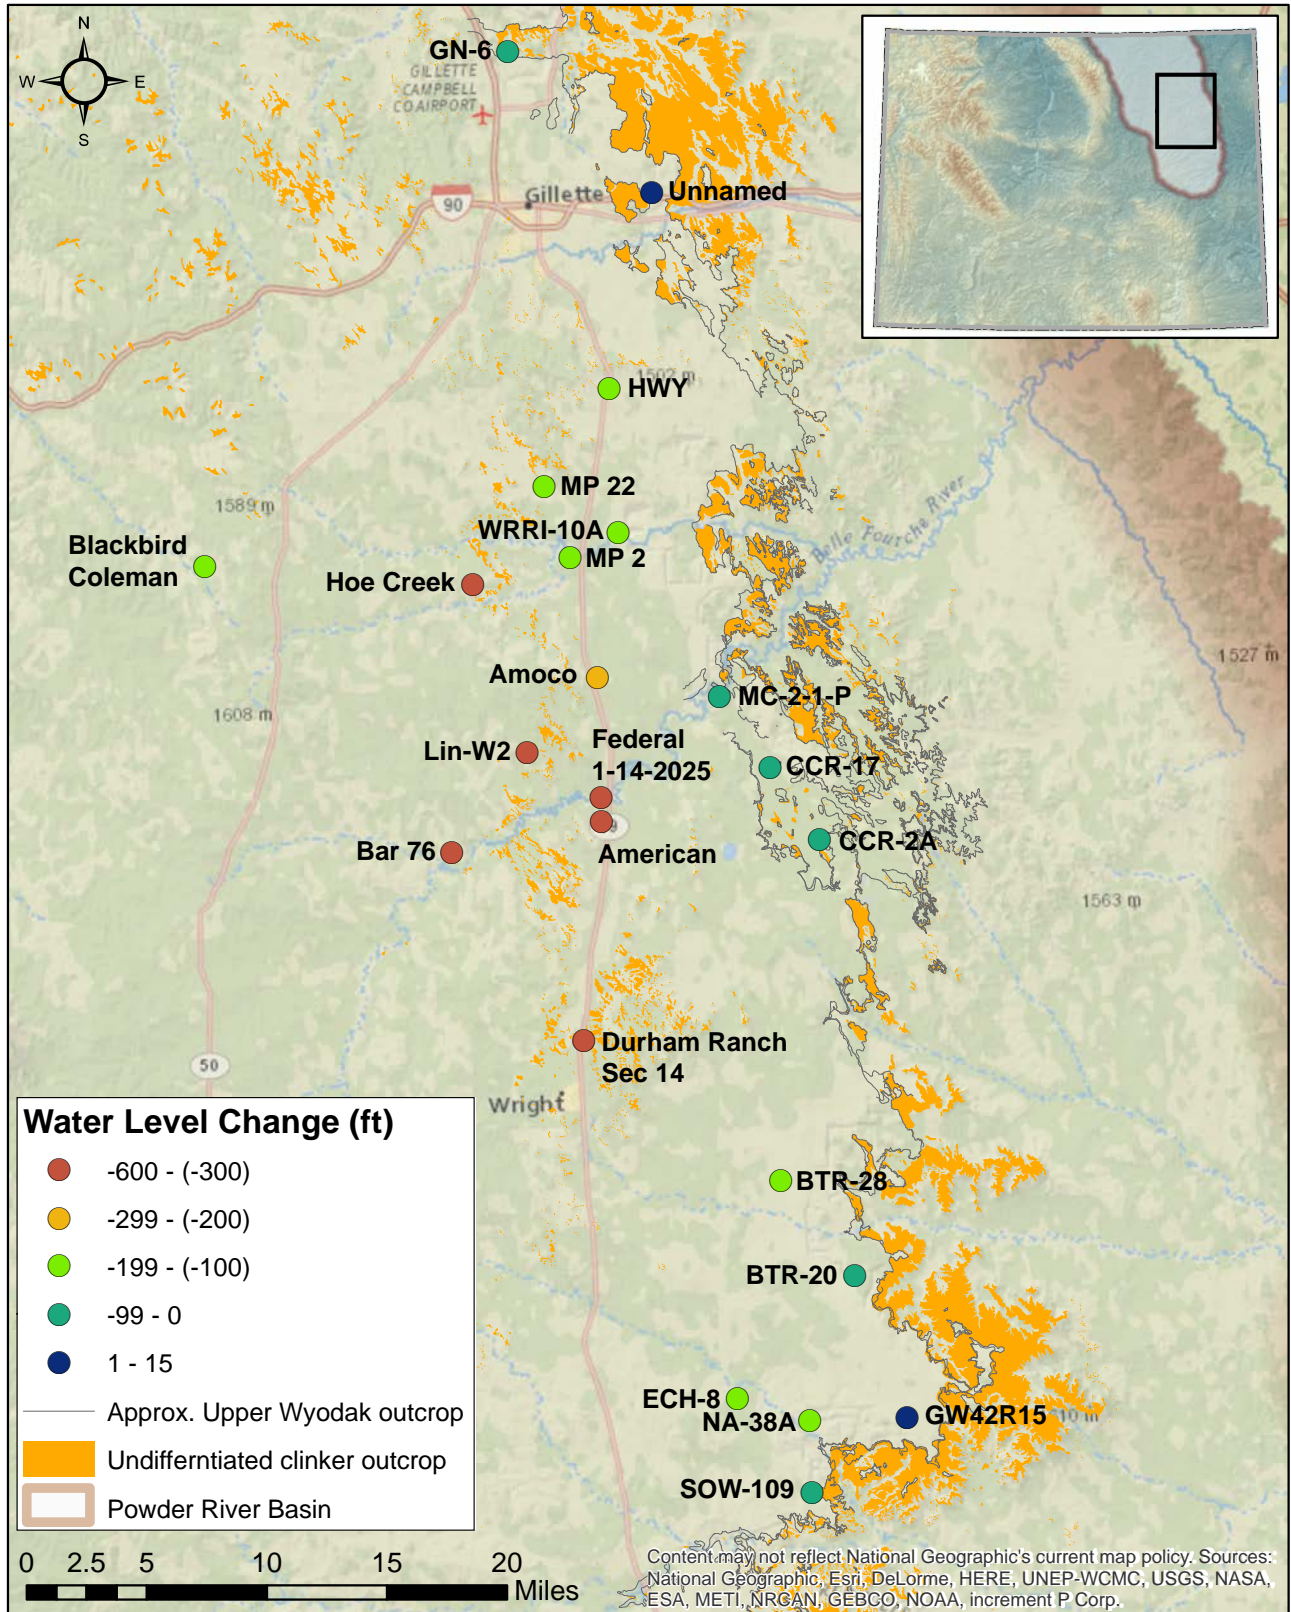 N
W
E
S
GN-6
GILLETTE
CAMPBELL
CO AIRPORT
90
Gillette
Unnamed
1502 m
HWY
MP 22
1589 m
WRRI-10A
MP 2
Belle Fourche River
Blackbird
Coleman
Hoe Creek
1527 m
Amoco
MC-2-1-P
1608 m
Lin-W2
Federal
1-14-2025
CCR-17
Bar 76
American
CCR-2A
1563 m
Durham Ranch
Sec 14
50
Wright
BTR-28
BTR-20
ECH-8
NA-38A
GW42R15
SOW-109
Water Level Change (ft)
-600 - (-300)
-299 - (-200)
-199 - (-100)
-99 - 0
1 - 15
Approx. Upper Wyodak outcrop
Undifferntiated clinker outcrop
Powder River Basin
0 2.5 5 10 15 20
Miles
Content may not reflect National Geographic's current map policy. Sources:
National Geographic, Esri, DeLorme, HERE, UNEP-WCMC, USGS, NASA,
ESA, METI, NRCAN, GEBCO, NOAA, increment P Corp.